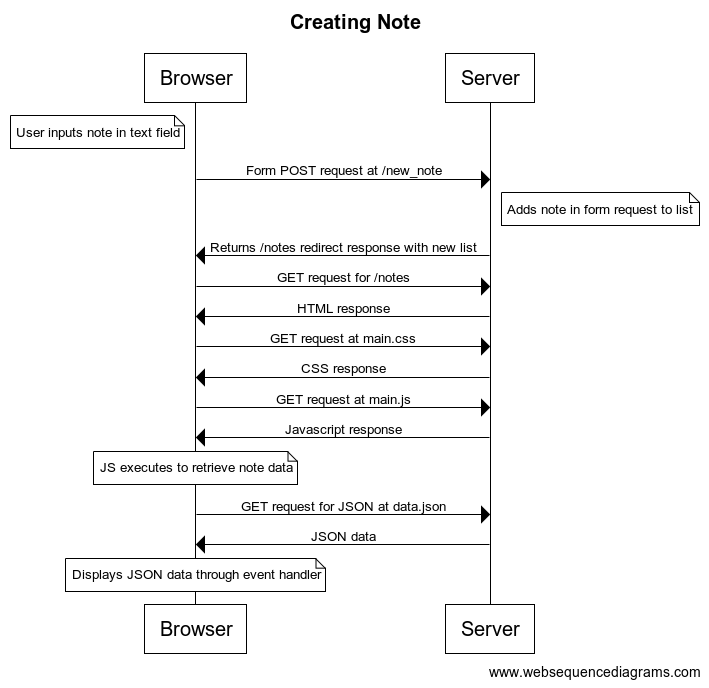 Creating Note
Browser
Server
User inputs note in text field
Form POST request at /new_note
Adds note in form request to list
Returns /notes redirect response with new list
GET request for /notes
HTML response
GET request at main.css
CSS response
GET request at main.js
Javascript response
JS executes to retrieve note data
GET request for JSON at data.json
JSON data
Displays JSON data through event handler
Browser
Server
www.websequencediagrams.com